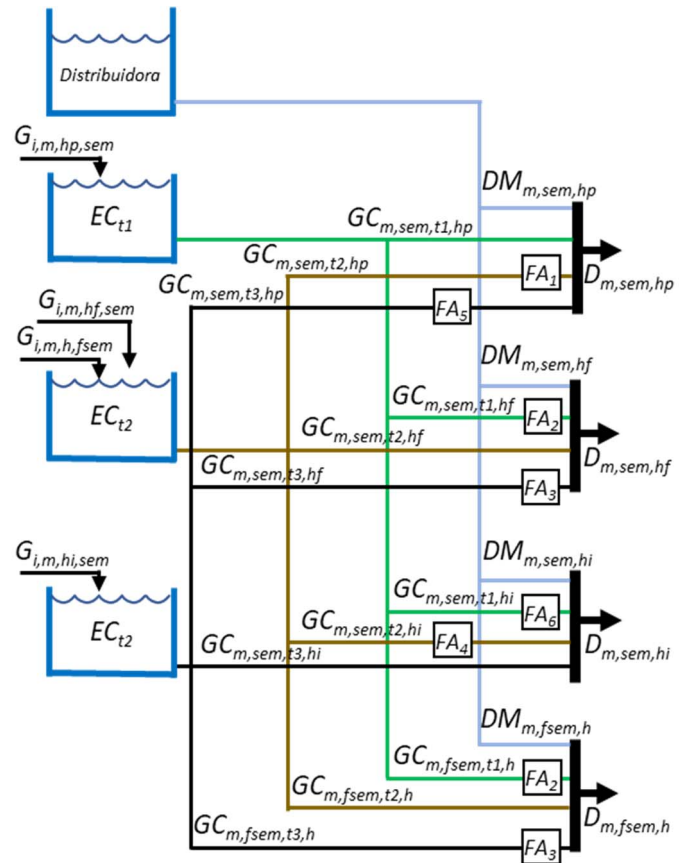 Distribuidora
G_{i,m,hp,sem}
EC_{t1}
DM_{m,sem,hp}
GC_{m,sem,t1,hp}
GC_{m,sem,t2,hp}
FA_1
D_{m,sem,hp}
GC_{m,sem,t3,hp}
FA_5
G_{i,m,hf,sem}
G_{i,m,h,fsem}
EC_{t2}
DM_{m,sem,hf}
GC_{m,sem,t1,hf}
FA_2
GC_{m,sem,t2,hf}
D_{m,sem,hf}
GC_{m,sem,t3,hf}
FA_3
G_{i,m,hi,sem}
EC_{t2}
DM_{m,sem,hi}
GC_{m,sem,t1,hi}
FA_6
GC_{m,sem,t2,hi}
FA_4
D_{m,sem,hi}
GC_{m,sem,t3,hi}
DM_{m,fsem,h}
GC_{m,fsem,t1,h}
FA_2
GC_{m,fsem,t2,h}
D_{m,fsem,h}
GC_{m,fsem,t3,h}
FA_3